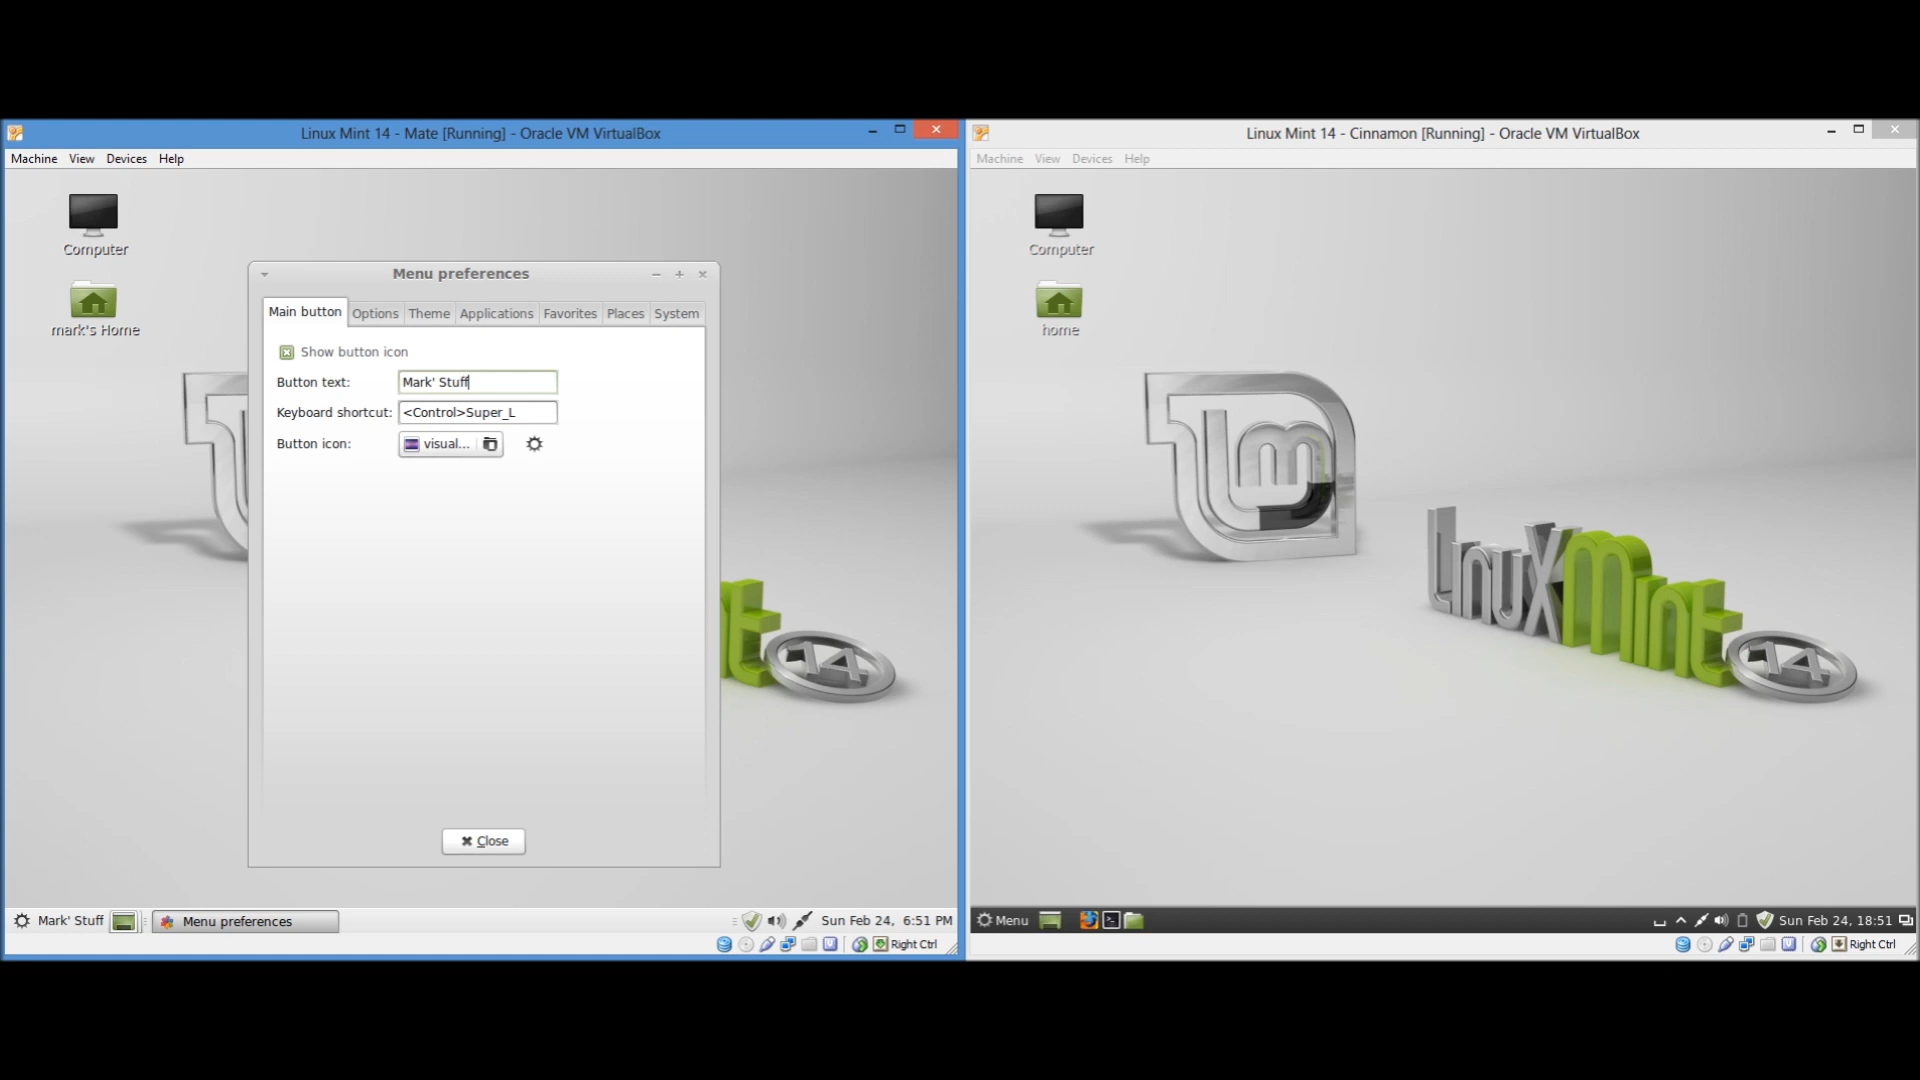 Linux Mint 14 - Mate [Running] - Oracle VM VirtualBox
Machine View Devices Help
Computer
mark's Home
Menu preferences
Main button Options Theme Applications Favorites Places System
Show button icon
Button text: Mark' Stuff
Keyboard shortcut: <Control>Super_L
Button icon: visual...
Close
t
14
Mark' Stuff Menu preferences Sun Feb 24, 6:51 PM
Right Ctrl
Linux Mint 14 - Cinnamon [Running] - Oracle VM VirtualBox
Machine View Devices Help
Computer
home
lm
LinuxMint
14
Menu Sun Feb 24, 18:51
Right Ctrl